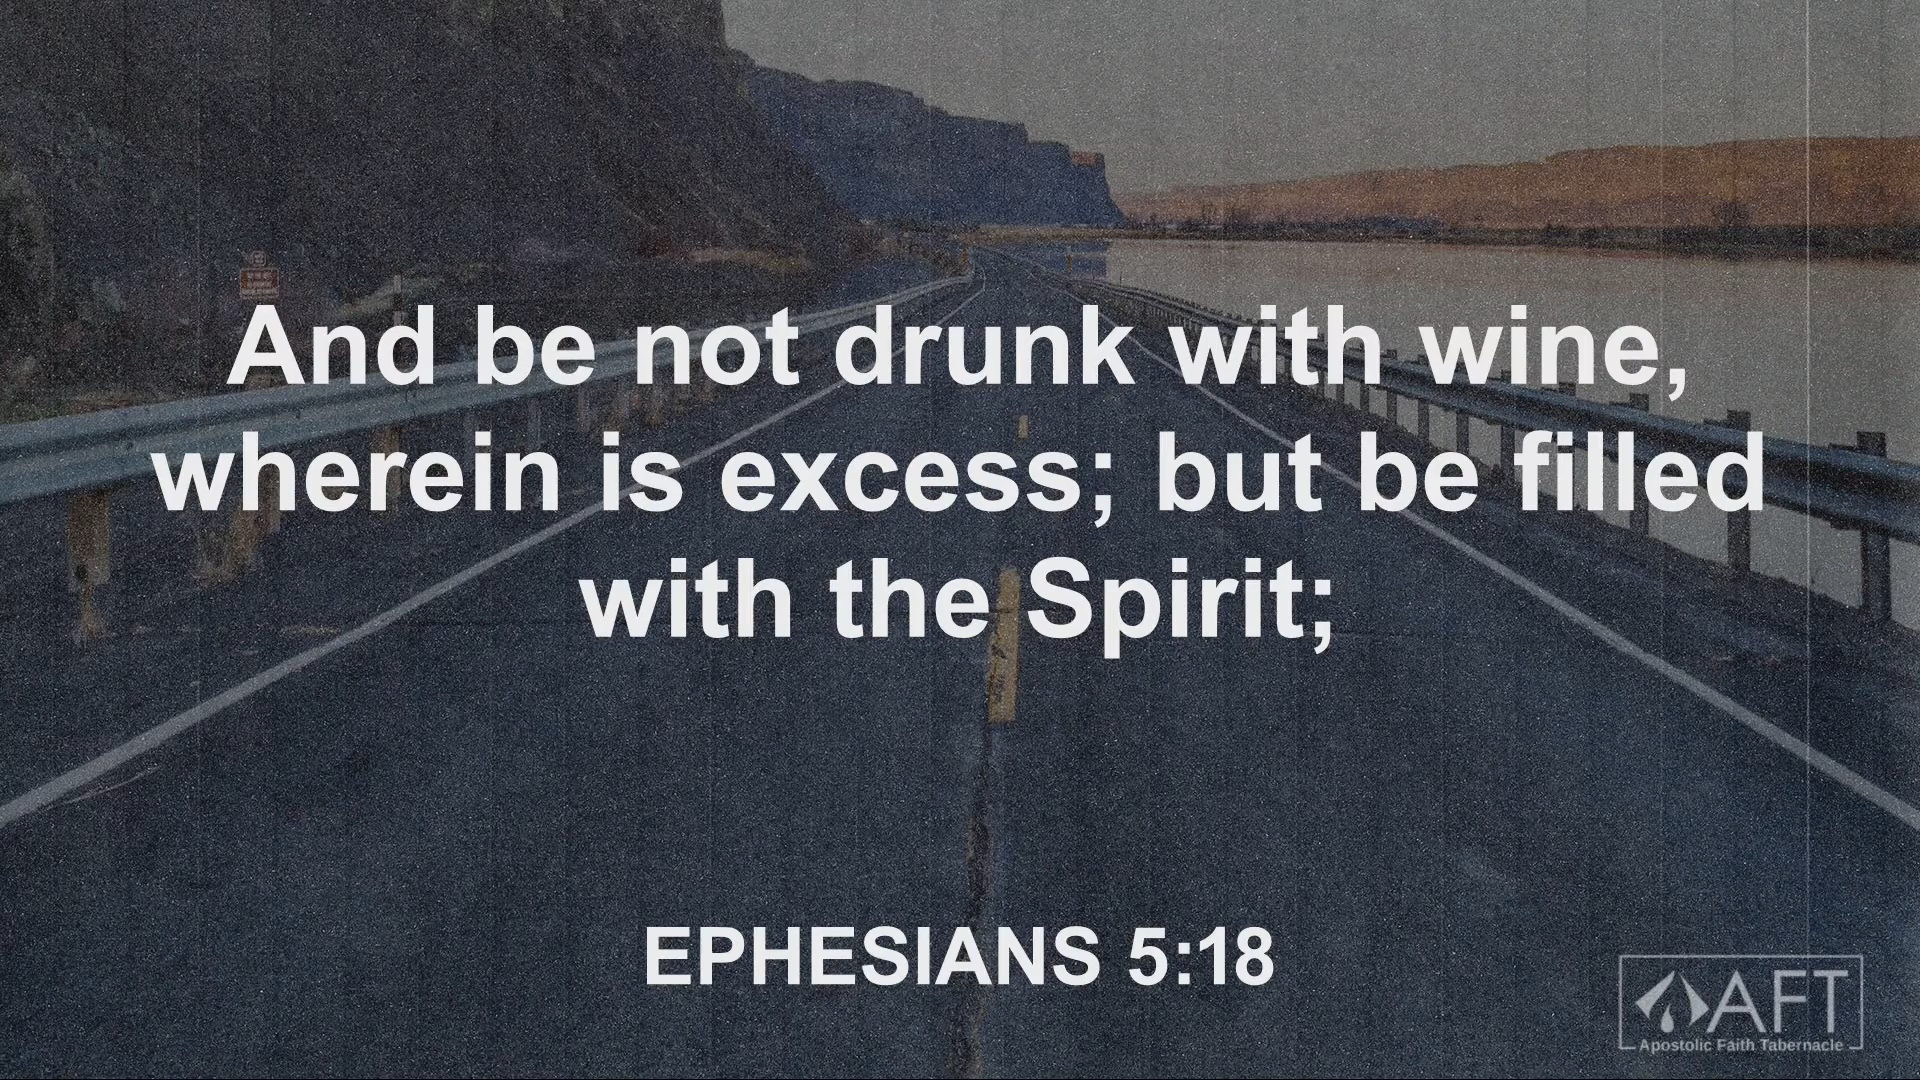 And be not drunk with wine,
wherein is excess; but be filled
with the Spirit;
EPHESIANS 5:18
AFT
Apostolic Faith Tabernacle